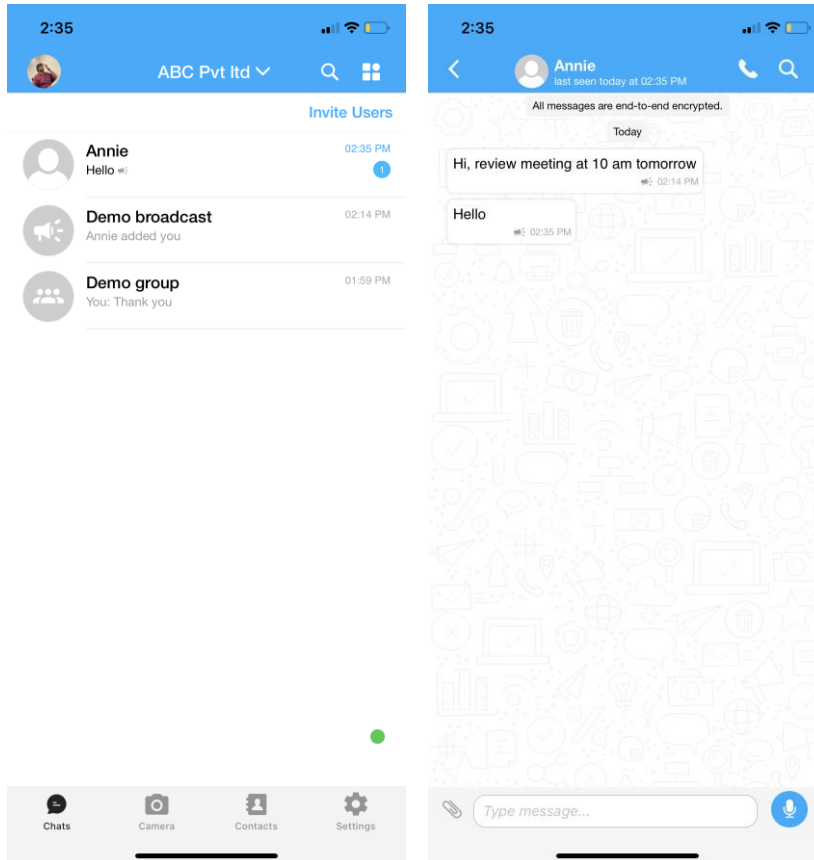 2:35
ABC Pvt ltd
Invite Users
Annie
02:35 PM
Hello
1
Demo broadcast
02:14 PM
Annie added you
Demo group
01:59 PM
You: Thank you
Chats
Camera
Contacts
Settings
2:35
Annie
last seen today at 02:35 PM
All messages are end-to-end encrypted.
Today
Hi, review meeting at 10 am tomorrow
02:14 PM
Hello
02:35 PM
Type message...